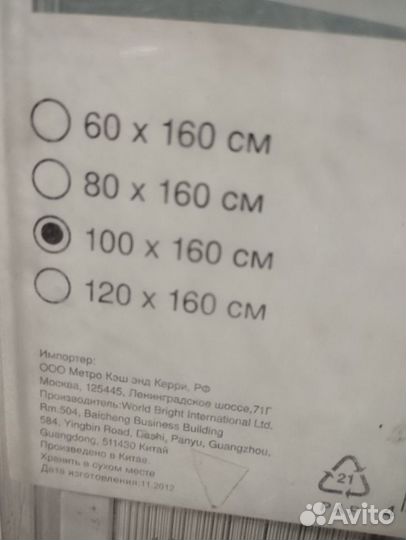 60 x 160 см
80 x 160 см
100 x 160 см
120 x 160 см
Импортер:
ООО Метро Кэш энд Керри, РФ
Москва, 125445, Ленинградское шоссе,71Г
Производитель:World Bright International Ltd.
Rm.504, Baicheng Business Building
584, Yingbin Road, Dashi, Panyu, Guangzhou,
Guangdong, 511430 Китай
Произведено в Китае.
Хранить в сухом месте
Дата изготовления:11.2012
21
Avito